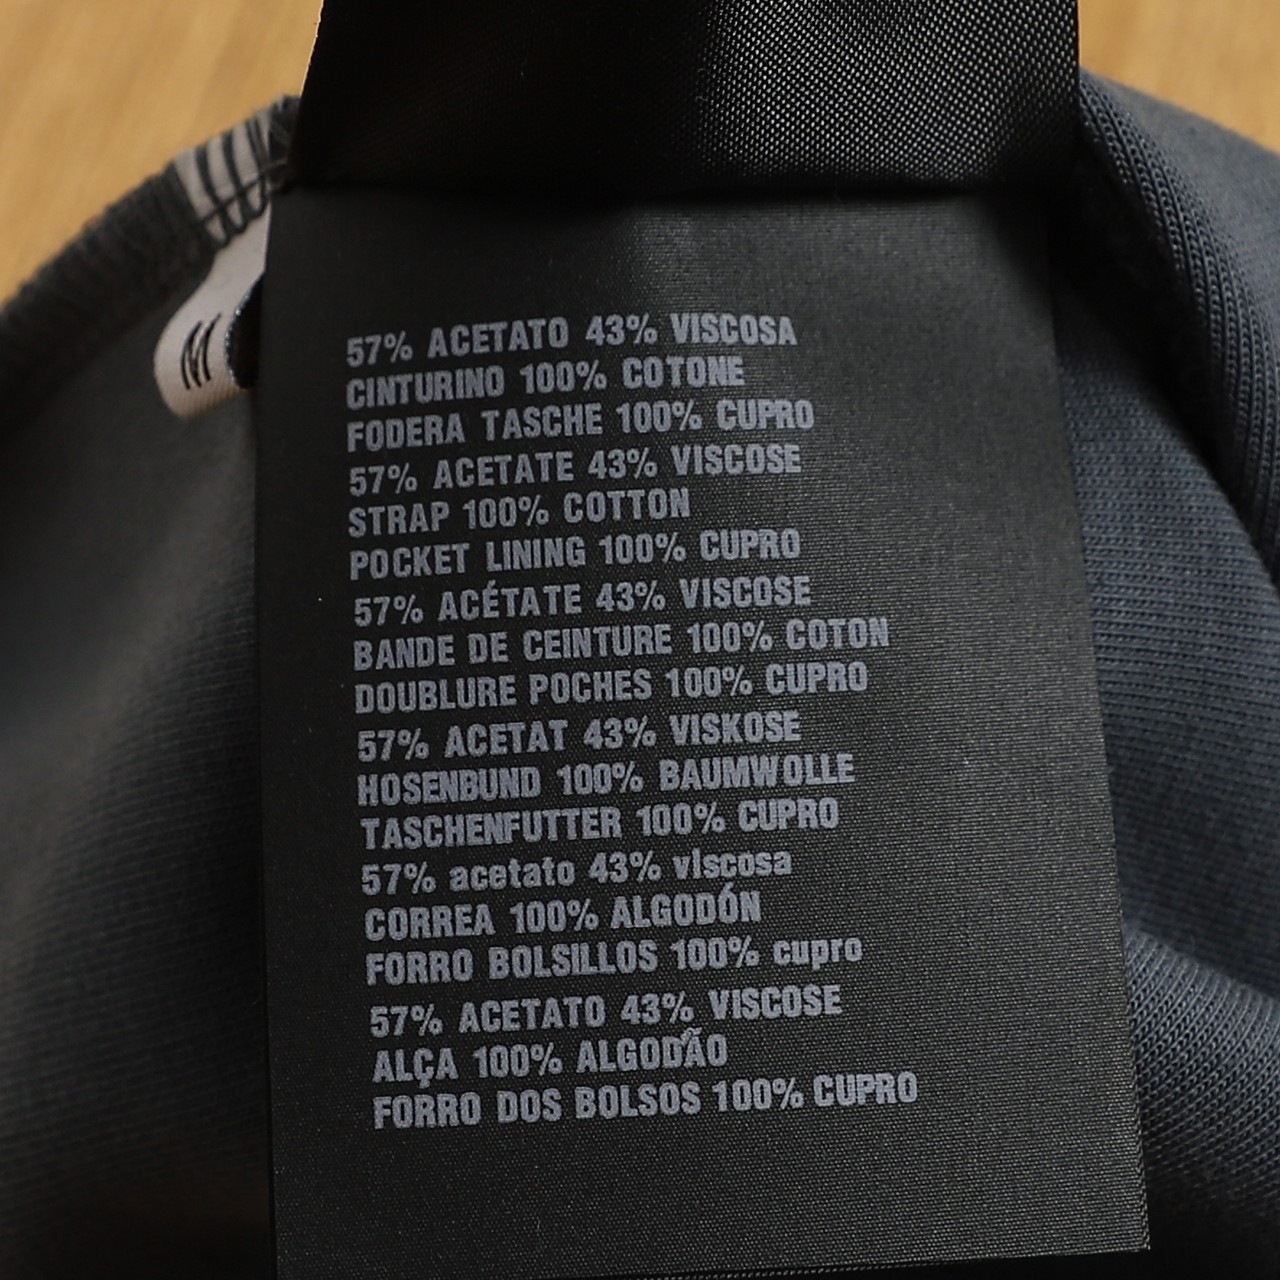 M
57% ACETATO 43% VISCOSA
CINTURINO 100% COTONE
FODERA TASCHE 100% CUPRO
57% ACETATE 43% VISCOSE
STRAP 100% COTTON
POCKET LINING 100% CUPRO
57% ACÉTATE 43% VISCOSE
BANDE DE CEINTURE 100% COTON
DOUBLURE POCHES 100% CUPRO
57% ACETAT 43% VISKOSE
HOSENBUND 100% BAUMWOLLE
TASCHENFUTTER 100% CUPRO
57% acetato 43% viscosa
CORREA 100% ALGODÓN
FORRO BOLSILLOS 100% cupro
57% ACETATO 43% VISCOSE
ALÇA 100% ALGODÃO
FORRO DOS BOLSOS 100% CUPRO